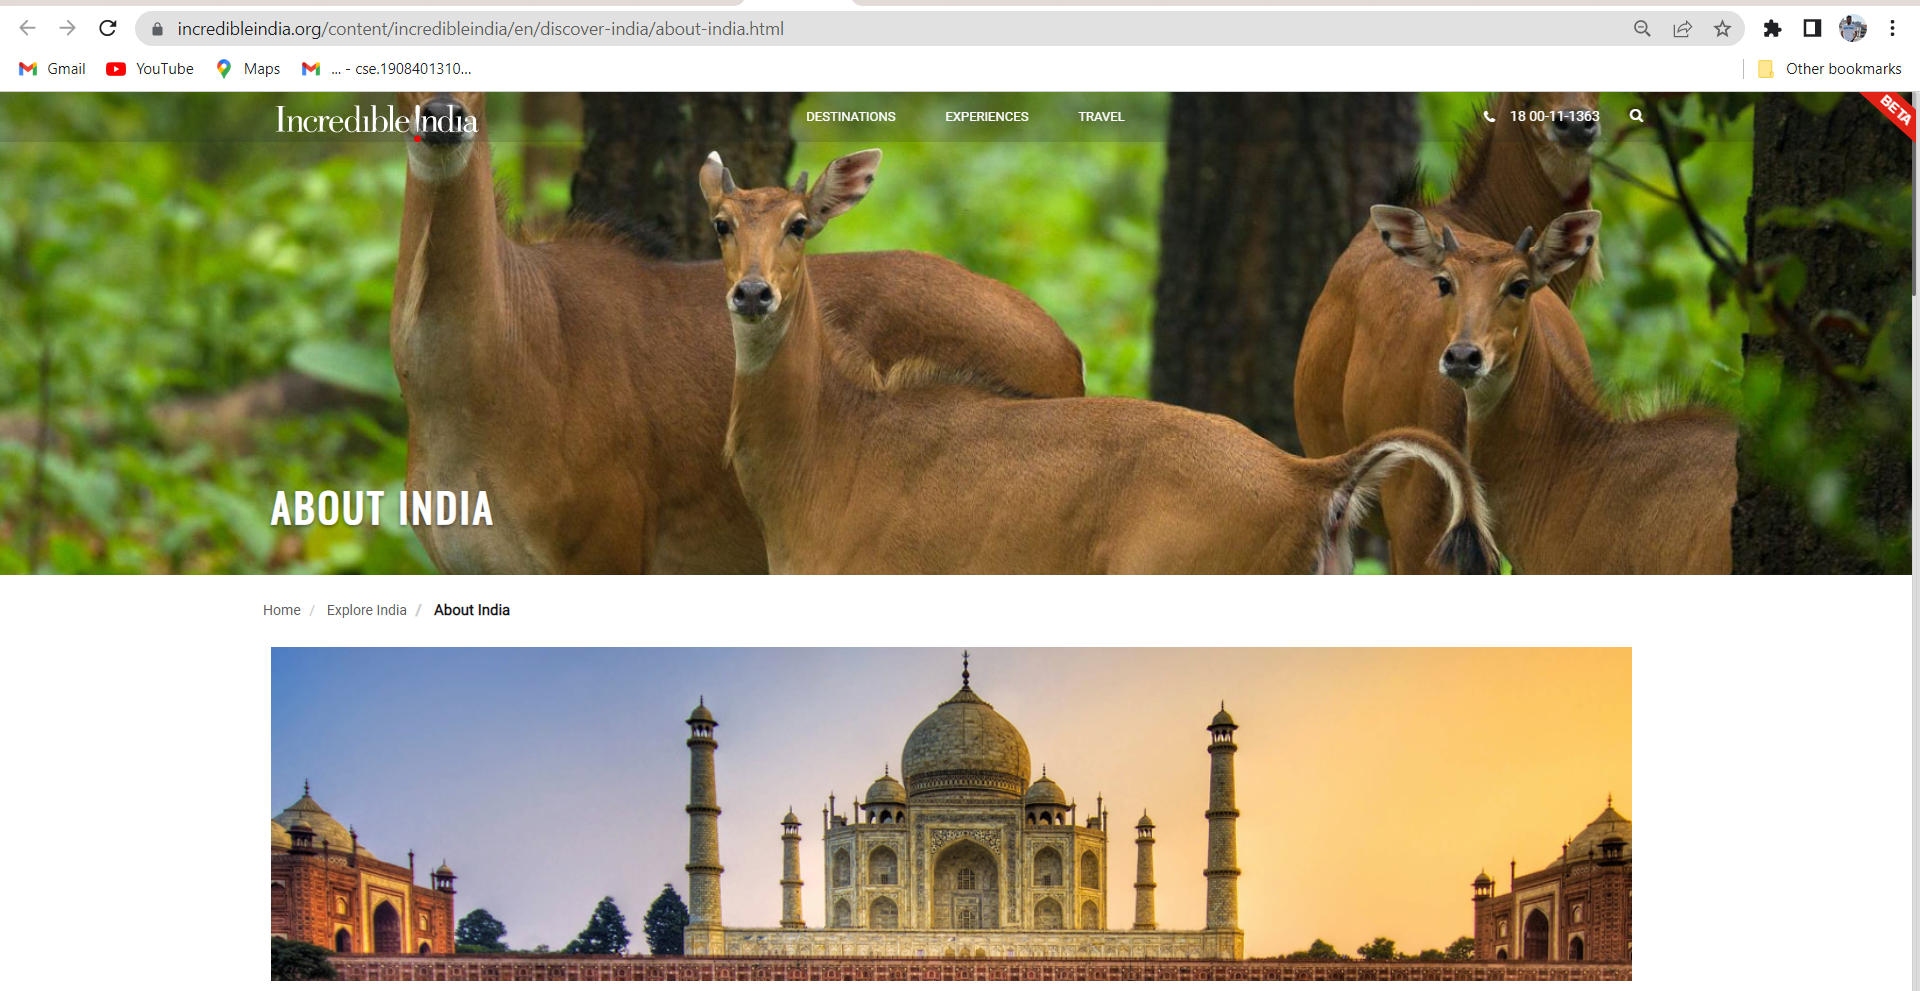 incredibleindia.org/content/incredibleindia/en/discover-india/about-india.html
Gmail YouTube Maps ... - cse.1908401310... Other bookmarks
Incredible!ndia DESTINATIONS EXPERIENCES TRAVEL 18 00-11-1363 BETA
ABOUT INDIA
Home / Explore India / About India